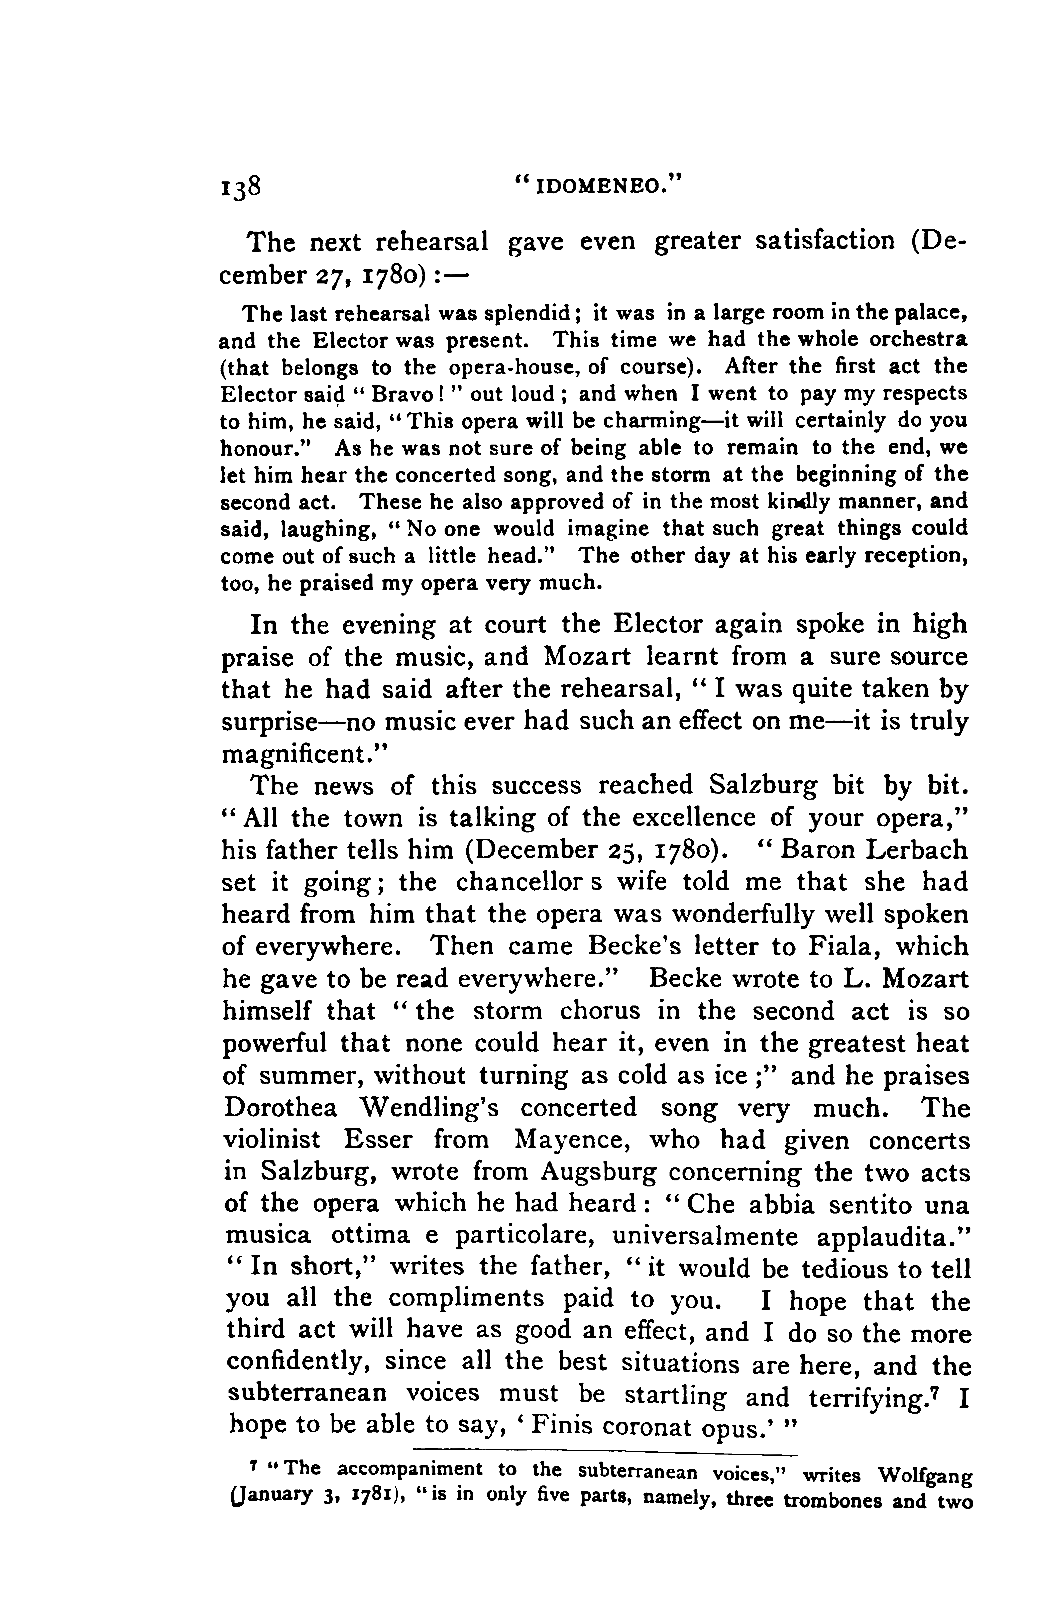 138 "IDOMENEO."
The next rehearsal gave even greater satisfaction (De-
cember 27, 1780) :—
The last rehearsal was splendid; it was in a large room in the palace,
and the Elector was present. This time we had the whole orchestra
(that belongs to the opera-house, of course). After the first act the
Elector said "Bravo!" out loud; and when I went to pay my respects
to him, he said, "This opera will be charming—it will certainly do you
honour." As he was not sure of being able to remain to the end, we
let him hear the concerted song, and the storm at the beginning of the
second act. These he also approved of in the most kindly manner, and
said, laughing, "No one would imagine that such great things could
come out of such a little head." The other day at his early reception,
too, he praised my opera very much.
In the evening at court the Elector again spoke in high
praise of the music, and Mozart learnt from a sure source
that he had said after the rehearsal, "I was quite taken by
surprise—no music ever had such an effect on me—it is truly
magnificent."
The news of this success reached Salzburg bit by bit.
"All the town is talking of the excellence of your opera,"
his father tells him (December 25, 1780). "Baron Lerbach
set it going; the chancellor s wife told me that she had
heard from him that the opera was wonderfully well spoken
of everywhere. Then came Becke's letter to Fiala, which
he gave to be read everywhere." Becke wrote to L. Mozart
himself that "the storm chorus in the second act is so
powerful that none could hear it, even in the greatest heat
of summer, without turning as cold as ice;" and he praises
Dorothea Wendling's concerted song very much. The
violinist Esser from Mayence, who had given concerts
in Salzburg, wrote from Augsburg concerning the two acts
of the opera which he had heard: "Che abbia sentito una
musica ottima e particolare, universalmente applaudita."
"In short," writes the father, "it would be tedious to tell
you all the compliments paid to you. I hope that the
third act will have as good an effect, and I do so the more
confidently, since all the best situations are here, and the
subterranean voices must be startling and terrifying.⁷ I
hope to be able to say, 'Finis coronat opus.'"
⁷ "The accompaniment to the subterranean voices," writes Wolfgang
(January 3, 1781), "is in only five parts, namely, three trombones and two